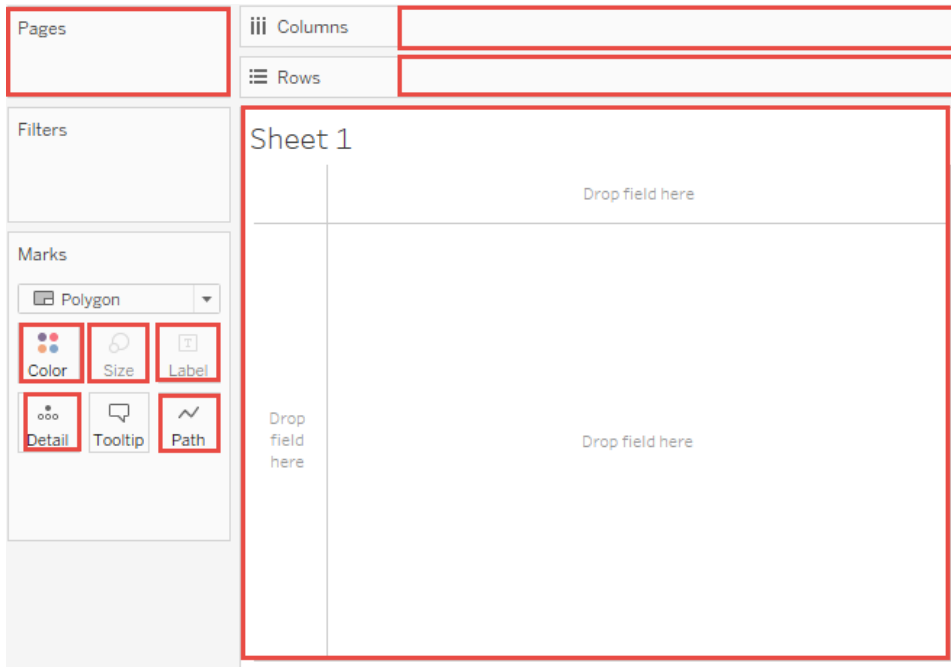 Pages
Columns
Rows
Filters
Sheet 1
Drop field here
Marks
Polygon
Color Size Label
Detail Tooltip Path
Drop
field
here
Drop field here